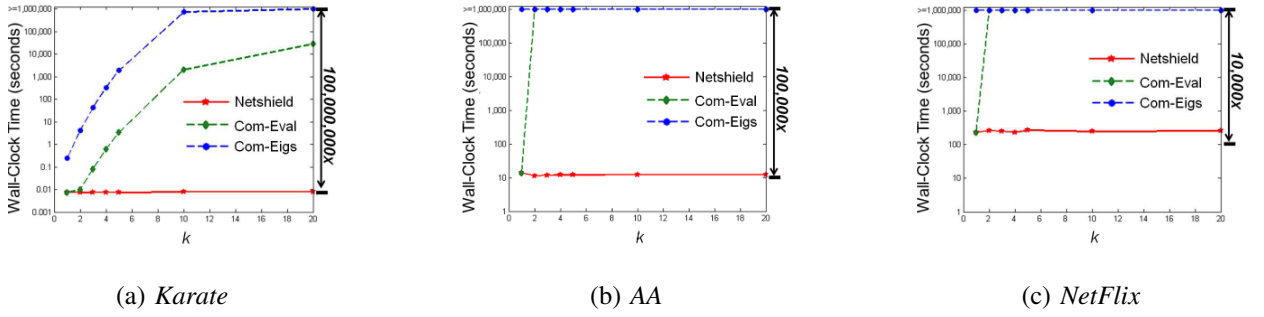 Wall-Clock Time (seconds)
>=1,000,000
100,000
10,000
1,000
100
10
1
0.1
0.01
0.001
0 2 4 6 8 10 12 14 16 18 20
k
Netshield
Com-Eval
Com-Eigs
100,000,000x
(a) Karate
Wall-Clock Time (seconds)
>=1,000,000
100,000
10,000
1,000
100
10
1
0 2 4 6 8 10 12 14 16 18 20
k
Netshield
Com-Eval
Com-Eigs
100,000x
(b) AA
Wall-Clock Time (seconds)
>=1,000,000
100,000
10,000
1,000
100
10
1
0 2 4 6 8 10 12 14 16 18 20
k
Netshield
Com-Eval
Com-Eigs
10,000x
(c) NetFlix